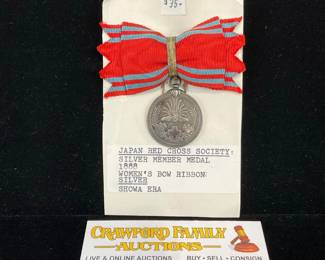 $35-
JAPAN RED CROSS SOCIETY:
SILVER MEMBER MEDAL
1888
WOMEN'S BOW RIBBON:
SILVER
SHOWA ERA
CRAWFORD FAMILY
AUCTIONS
LIVE & ONLINE AUCTIONS BUY • SELL • CONSIGN